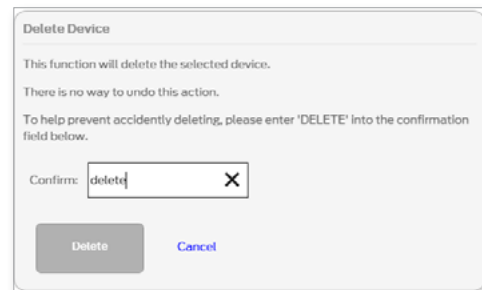 Delete Device
This function will delete the selected device.
There is no way to undo this action.
To help prevent accidently deleting, please enter 'DELETE' into the confirmation
field below.
Confirm: delete
Delete Cancel